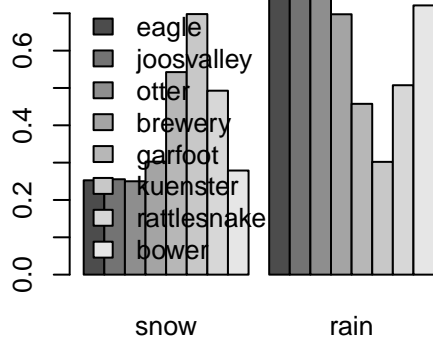 0.6
0.4
0.2
0.0
eagle
joosvalley
otter
brewery
garfoot
kuenster
rattlesnake
bower
snow
rain